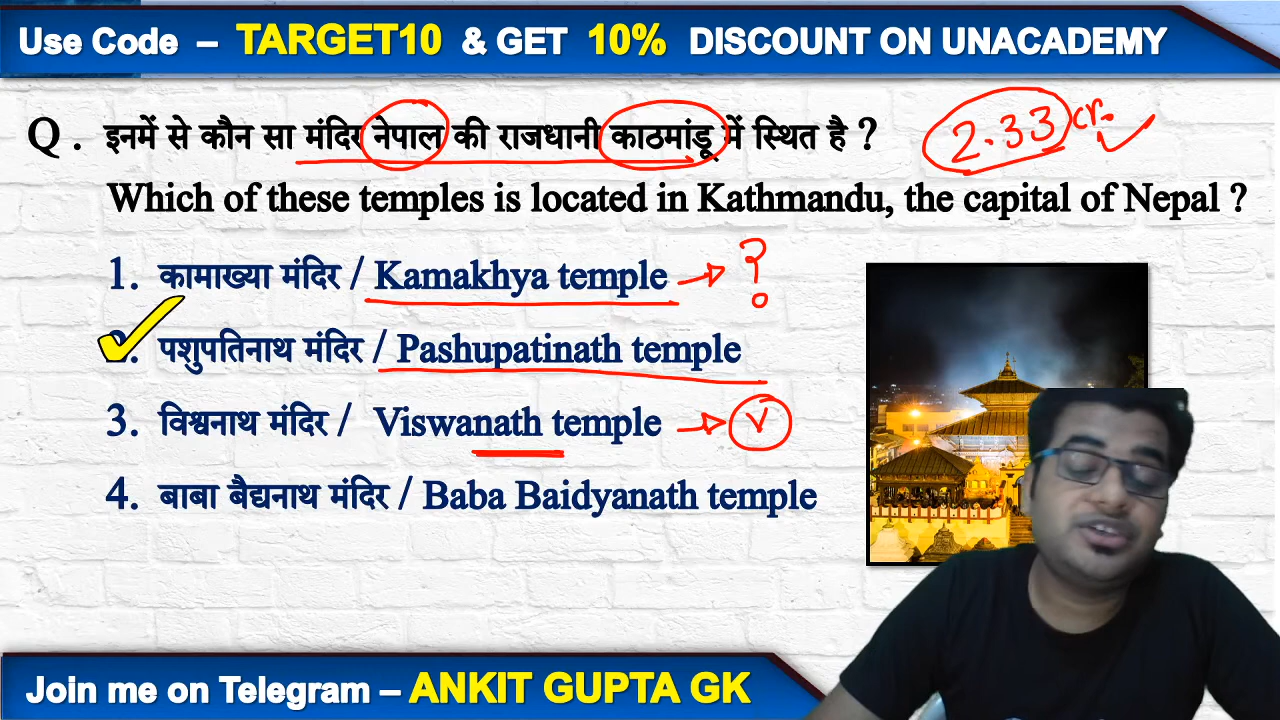 Use Code – TARGET10 & GET 10% DISCOUNT ON UNACADEMY
Q . इनमें से कौन सा मंदिर नेपाल की राजधानी काठमांडू में स्थित है ? 2.33 cr.
Which of these temples is located in Kathmandu, the capital of Nepal ?
1. कामाख्या मंदिर / Kamakhya temple → ?
2. पशुपतिनाथ मंदिर / Pashupatinath temple
3. विश्वनाथ मंदिर / Viswanath temple → V
4. बाबा बैद्यनाथ मंदिर / Baba Baidyanath temple
Join me on Telegram – ANKIT GUPTA GK